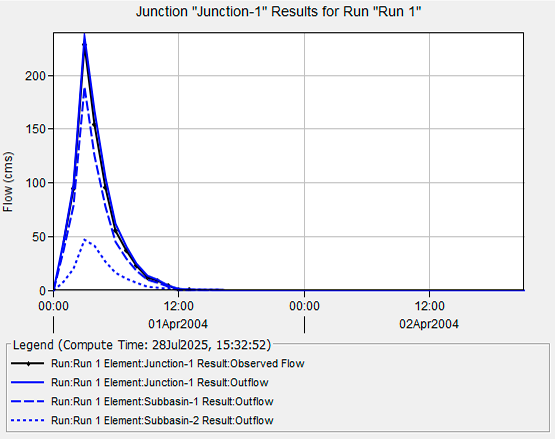 Junction "Junction-1" Results for Run "Run 1"
Flow (cms)
200
150
100
50
0
00:00 12:00 00:00 12:00
01Apr2004 02Apr2004
Legend (Compute Time: 28Jul2025, 15:32:52)
Run:Run 1 Element:Junction-1 Result:Observed Flow
Run:Run 1 Element:Junction-1 Result:Outflow
Run:Run 1 Element:Subbasin-1 Result:Outflow
Run:Run 1 Element:Subbasin-2 Result:Outflow